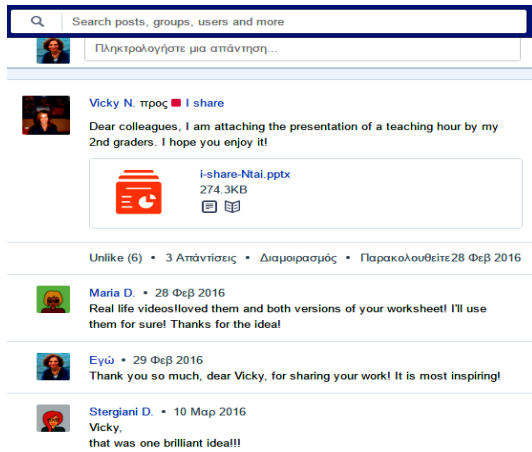 Search posts, groups, users and more
Πληκτρολογήστε μια απάντηση...
Vicky N. προς I share
Dear colleagues, I am attaching the presentation of a teaching hour by my
2nd graders. I hope you enjoy it!
i-share-Ntai.pptx
274.3KB
Unlike (6) • 3 Απάντίσεις • Διαμοιρασμός • Παρακολουθείτε28 Φεβ 2016
Maria D. • 28 Φεβ 2016
Real life videos!loved them and both versions of your worksheet! I'll use
them for sure! Thanks for the idea!
Εγώ • 29 Φεβ 2016
Thank you so much, dear Vicky, for sharing your work! It is most inspiring!
Stergiani D. • 10 Μαρ 2016
Vicky,
that was one brilliant idea!!!